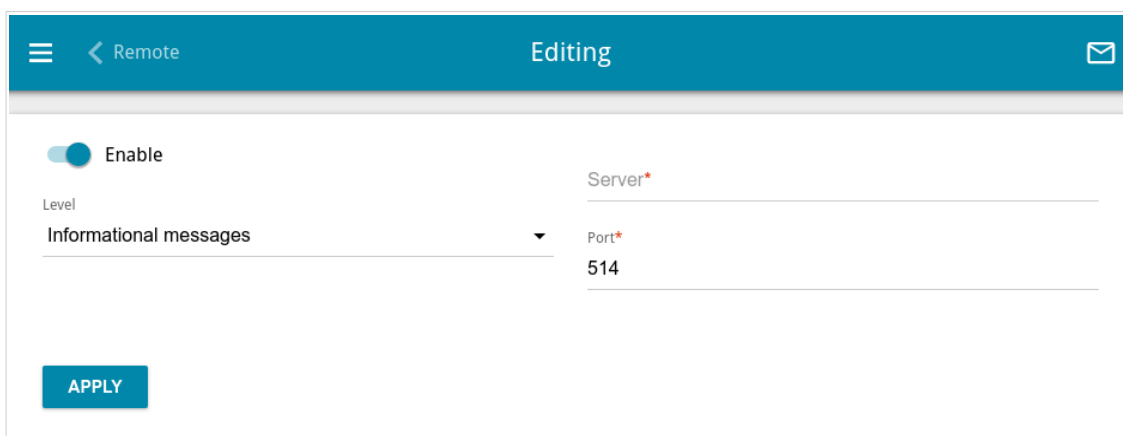 Remote
Editing
Enable
Level
Informational messages
Server*
Port*
514
APPLY